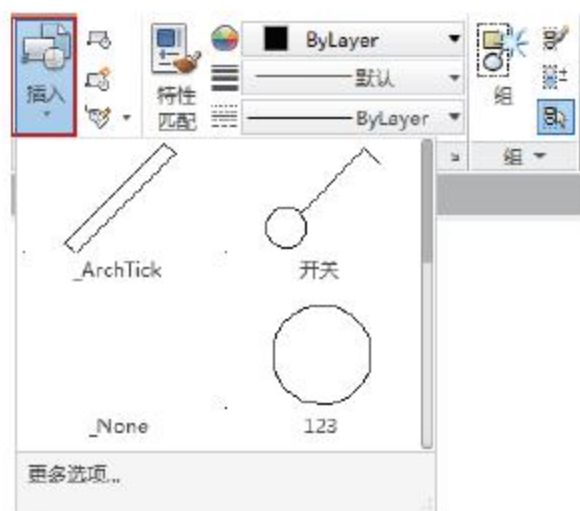 插入
特性
匹配
ByLayer
默认
ByLayer
组
组
_ArchTick
开关
_None
123
更多选项...